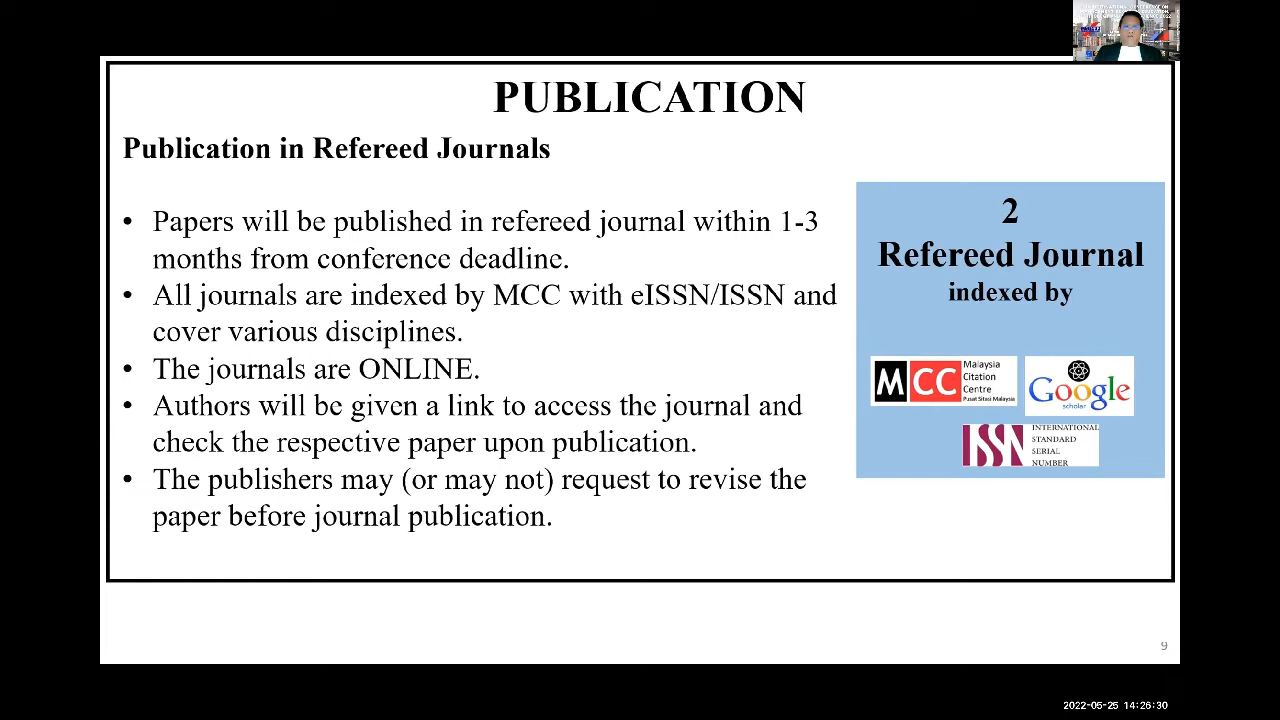 PUBLICATION
Publication in Refereed Journals
• Papers will be published in refereed journal within 1-3
months from conference deadline.
• All journals are indexed by MCC with eISSN/ISSN and
cover various disciplines.
• The journals are ONLINE.
• Authors will be given a link to access the journal and
check the respective paper upon publication.
• The publishers may (or may not) request to revise the
paper before journal publication.
2
Refereed Journal
indexed by
MCC
Malaysia
Citation
Centre
Pusat Sitasi Malaysia
Google
scholar
ISSN
INTERNATIONAL
STANDARD
SERIAL
NUMBER
9
2022-05-25 14:26:30